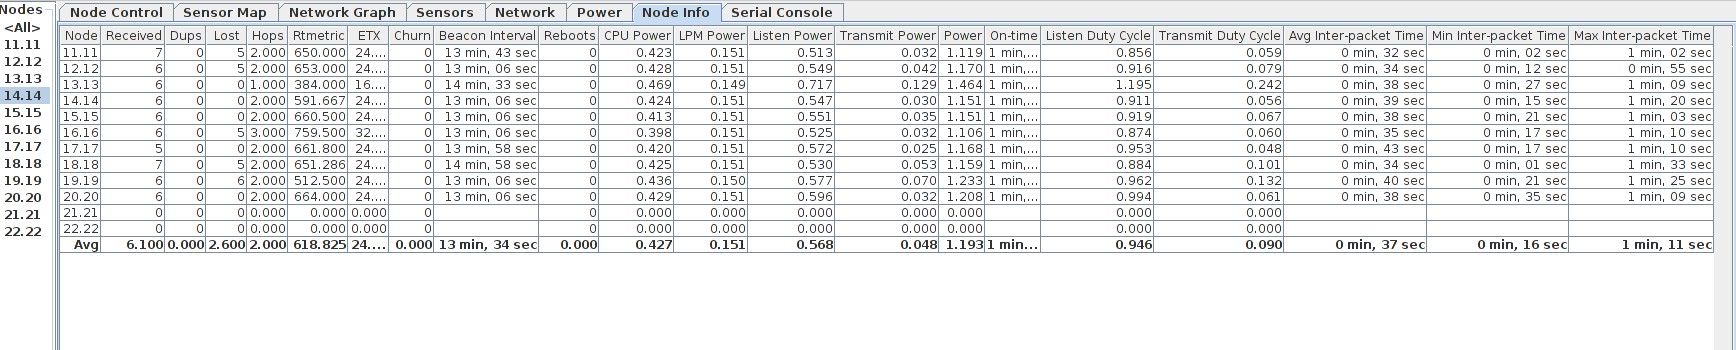 Nodes
<All>
11.11
12.12
13.13
14.14
15.15
16.16
17.17
18.18
19.19
20.20
21.21
22.22
Node Control Sensor Map Network Graph Sensors Network Power Node Info Serial Console
Node Received Dups Lost Hops Rtmetric ETX Churn Beacon Interval Reboots CPU Power LPM Power Listen Power Transmit Power Power On-time Listen Duty Cycle Transmit Duty Cycle Avg Inter-packet Time Min Inter-packet Time Max Inter-packet Time
11.11 7 0 5 2.000 650.000 24.... 0 13 min, 43 sec 0 0.423 0.151 0.513 0.032 1.119 1 min,... 0.856 0.059 0 min, 32 sec 0 min, 02 sec 1 min, 02 sec
12.12 6 0 5 2.000 653.000 24.... 0 13 min, 06 sec 0 0.428 0.151 0.549 0.042 1.170 1 min,... 0.916 0.079 0 min, 34 sec 0 min, 12 sec 0 min, 55 sec
13.13 6 0 0 1.000 384.000 16.... 0 14 min, 33 sec 0 0.469 0.149 0.717 0.129 1.464 1 min,... 1.195 0.242 0 min, 38 sec 0 min, 27 sec 1 min, 09 sec
14.14 6 0 0 2.000 591.667 24.... 0 13 min, 06 sec 0 0.424 0.151 0.547 0.030 1.151 1 min,... 0.911 0.056 0 min, 39 sec 0 min, 15 sec 1 min, 20 sec
15.15 6 0 0 2.000 660.500 24.... 0 13 min, 06 sec 0 0.413 0.151 0.551 0.035 1.151 1 min,... 0.919 0.067 0 min, 38 sec 0 min, 21 sec 1 min, 03 sec
16.16 6 0 5 3.000 759.500 32.... 0 13 min, 06 sec 0 0.398 0.151 0.525 0.032 1.106 1 min,... 0.874 0.060 0 min, 35 sec 0 min, 17 sec 1 min, 10 sec
17.17 5 0 0 2.000 661.800 24.... 0 13 min, 58 sec 0 0.420 0.151 0.572 0.025 1.168 1 min,... 0.953 0.048 0 min, 43 sec 0 min, 17 sec 1 min, 10 sec
18.18 7 0 5 2.000 651.286 24.... 0 14 min, 58 sec 0 0.425 0.151 0.530 0.053 1.159 1 min,... 0.884 0.101 0 min, 34 sec 0 min, 01 sec 1 min, 33 sec
19.19 6 0 6 2.000 512.500 24.... 0 13 min, 06 sec 0 0.436 0.150 0.577 0.070 1.233 1 min,... 0.962 0.132 0 min, 40 sec 0 min, 21 sec 1 min, 25 sec
20.20 6 0 0 2.000 664.000 24.... 0 13 min, 06 sec 0 0.429 0.151 0.596 0.032 1.208 1 min,... 0.994 0.061 0 min, 38 sec 0 min, 35 sec 1 min, 09 sec
21.21 0 0 0 0.000 0.000 0.000 0 0 0.000 0.000 0.000 0.000 0.000 0.000 0.000
22.22 0 0 0 0.000 0.000 0.000 0 0 0.000 0.000 0.000 0.000 0.000 0.000 0.000
Avg 6.100 0.000 2.600 2.000 618.825 24.... 0.000 13 min, 34 sec 0.000 0.427 0.151 0.568 0.048 1.193 1 min... 0.946 0.090 0 min, 37 sec 0 min, 16 sec 1 min, 11 sec